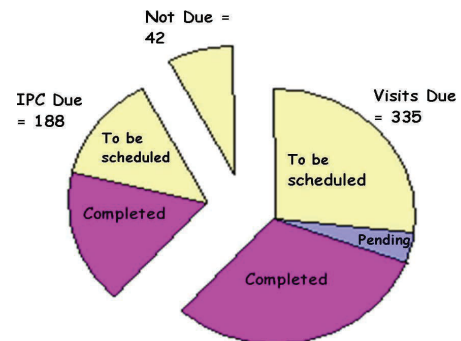 Not Due =
42
IPC Due
= 188
Visits Due
= 335
To be
scheduled
To be
scheduled
Completed
Pending
Completed